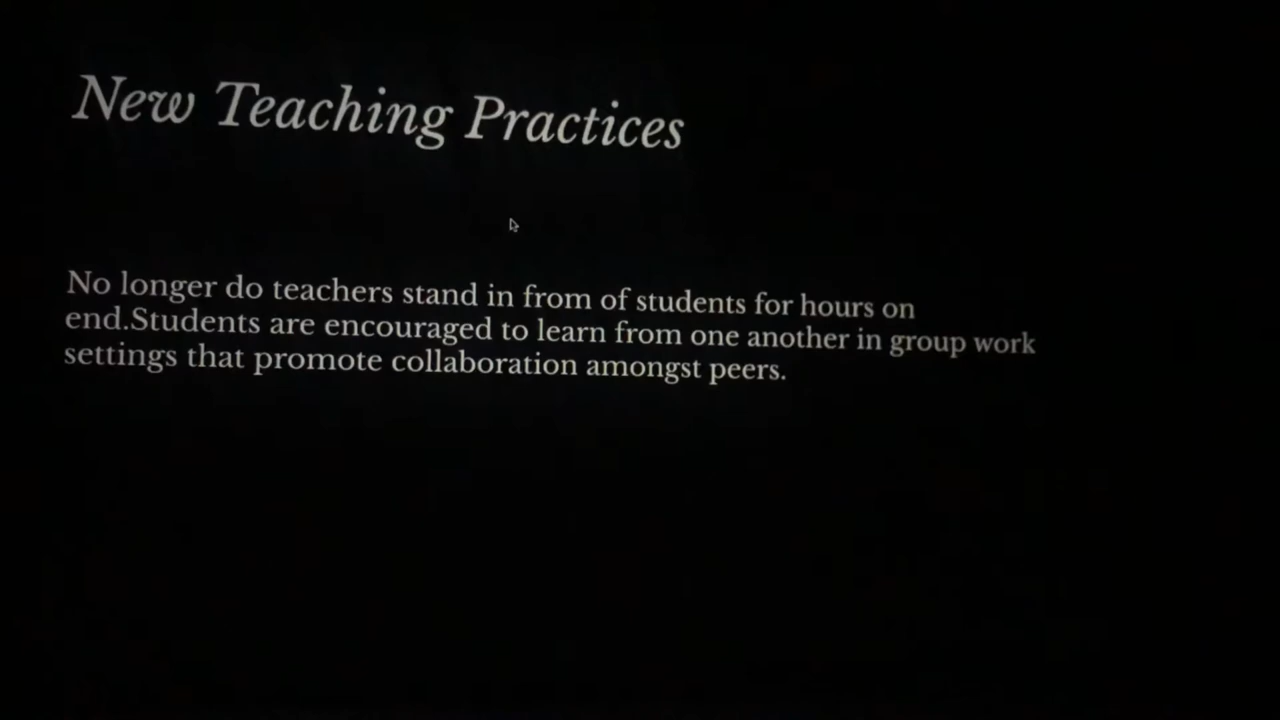 New Teaching Practices
No longer do teachers stand in from of students for hours on
end.Students are encouraged to learn from one another in group work
settings that promote collaboration amongst peers.